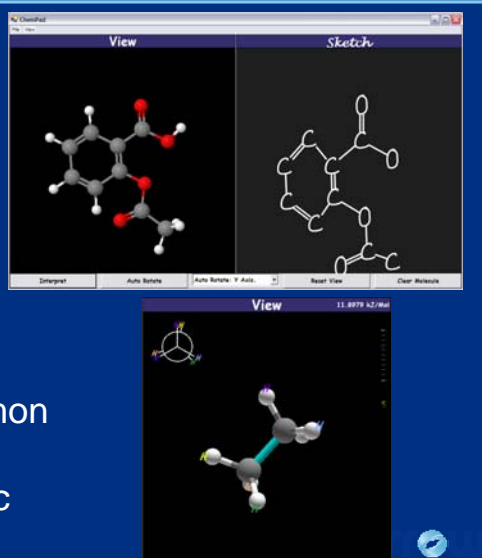 ChemPad
File View
View
Sketch
O
C
O
C
C
C
C
C
C
O
O
C
C
Interpret
Auto Rotate
Auto Rotate: Y Axis.
Reset View
Clear Molecule
View
11.8979 kJ/Mol
non
c